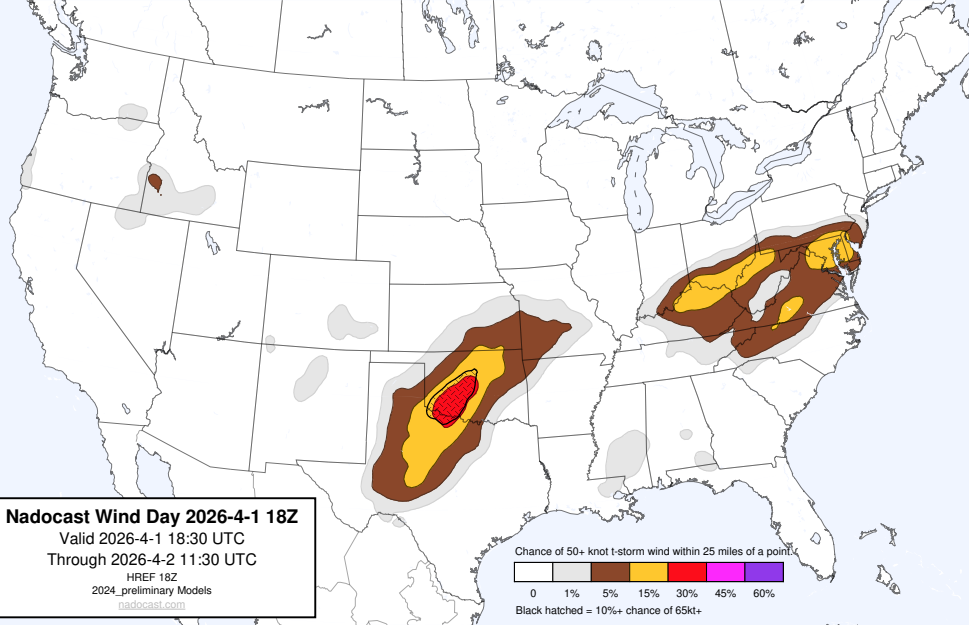 Nadocast Wind Day 2026-4-1 18Z
Valid 2026-4-1 18:30 UTC
Through 2026-4-2 11:30 UTC
HREF 18Z
2024_preliminary Models
nadocast.com
Chance of 50+ knot t-storm wind within 25 miles of a point.
0 1% 5% 15% 30% 45% 60%
Black hatched = 10%+ chance of 65kt+